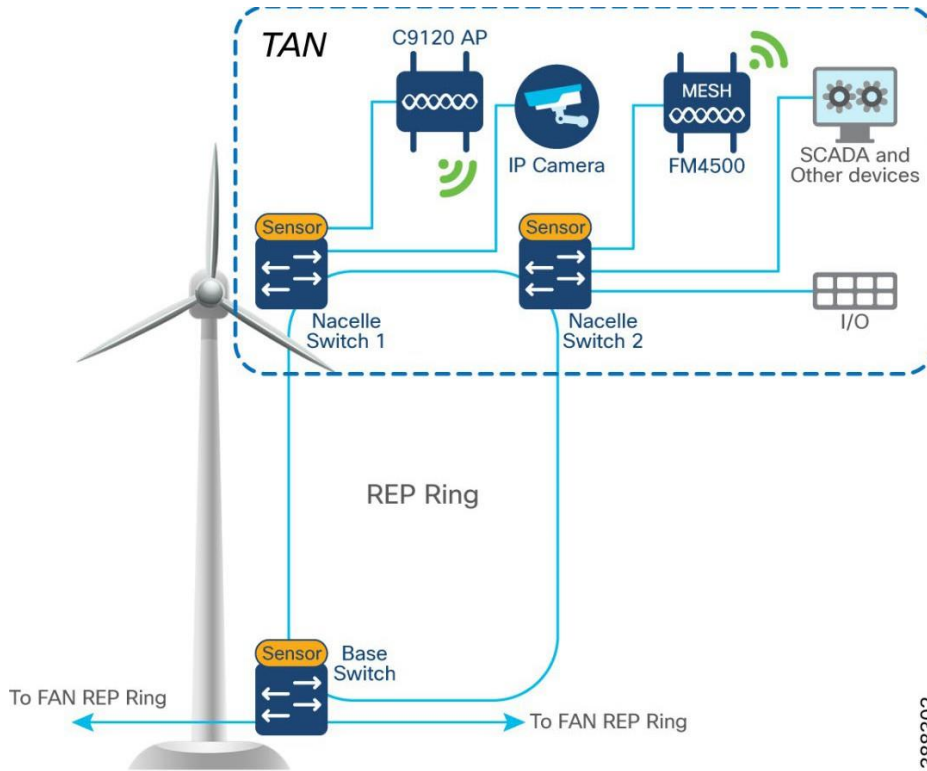 TAN
C9120 AP
IP Camera
MESH
FM4500
SCADA and
Other devices
Sensor
Sensor
Nacelle
Switch 1
Nacelle
Switch 2
I/O
REP Ring
Sensor
Base
Switch
To FAN REP Ring
To FAN REP Ring